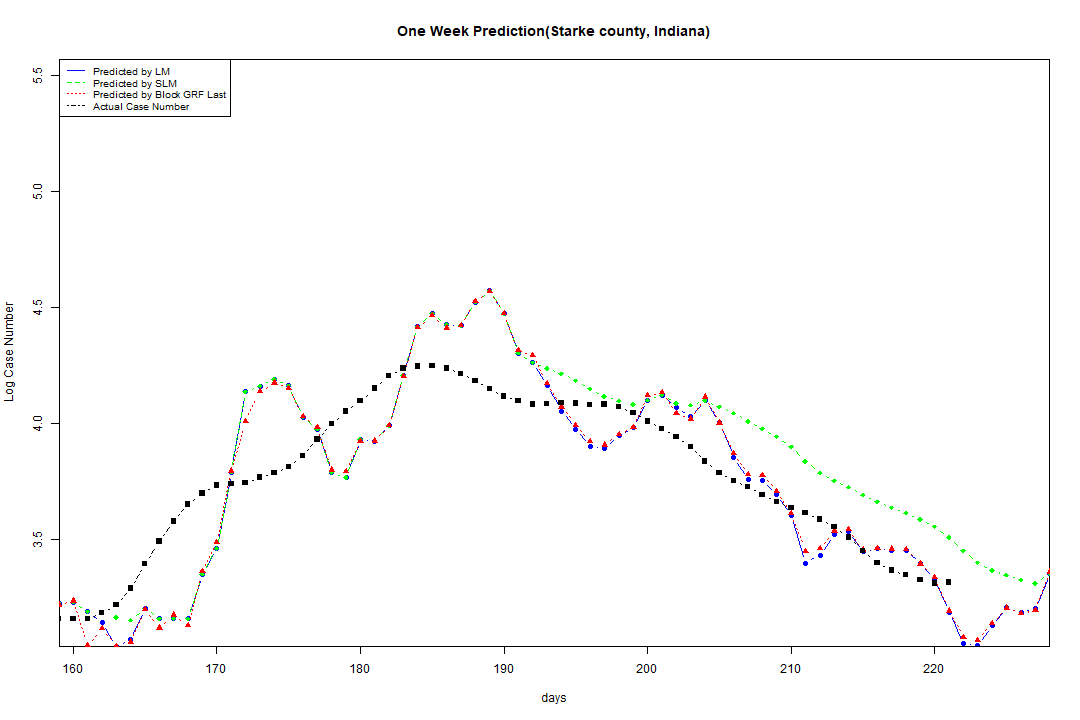 One Week Prediction(Starke county, Indiana)
Predicted by LM
Predicted by SLM
Predicted by Block GRF Last
Actual Case Number
5.5
5.0
4.5
4.0
3.5
Log Case Number
160 170 180 190 200 210 220
days